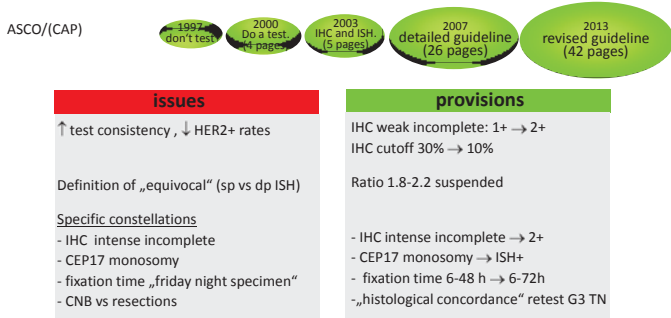 ASCO/(CAP)
1997
don't test
2000
Do a test.
(4 pages)
2003
IHC and ISH.
(5 pages)
2007
detailed guideline
(26 pages)
2013
revised guideline
(42 pages)
issues
↑ test consistency , ↓ HER2+ rates
Definition of „equivocal“ (sp vs dp ISH)
Specific constellations
- IHC intense incomplete
- CEP17 monosomy
- fixation time „friday night specimen“
- CNB vs resections
provisions
IHC weak incomplete: 1+ → 2+
IHC cutoff 30% → 10%
Ratio 1.8-2.2 suspended
- IHC intense incomplete → 2+
- CEP17 monosomy → ISH+
- fixation time 6-48 h → 6-72h
-„histological concordance“ retest G3 TN